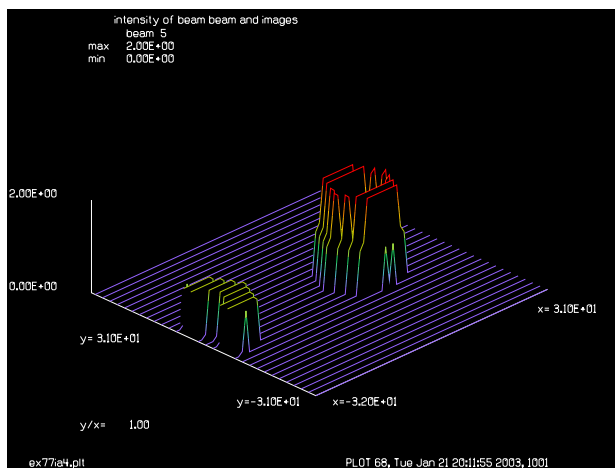 intensity of beam beam and images
beam 5
max 2.00E+00
min 0.00E+00
2.00E+00
0.00E+00
y= 3.10E+01
x= 3.10E+01
y=-3.10E+01
x=-3.20E+01
y/x= 1.00
ex77ia4.plt
PLOT 68, Tue Jan 21 20:11:55 2003, 1001